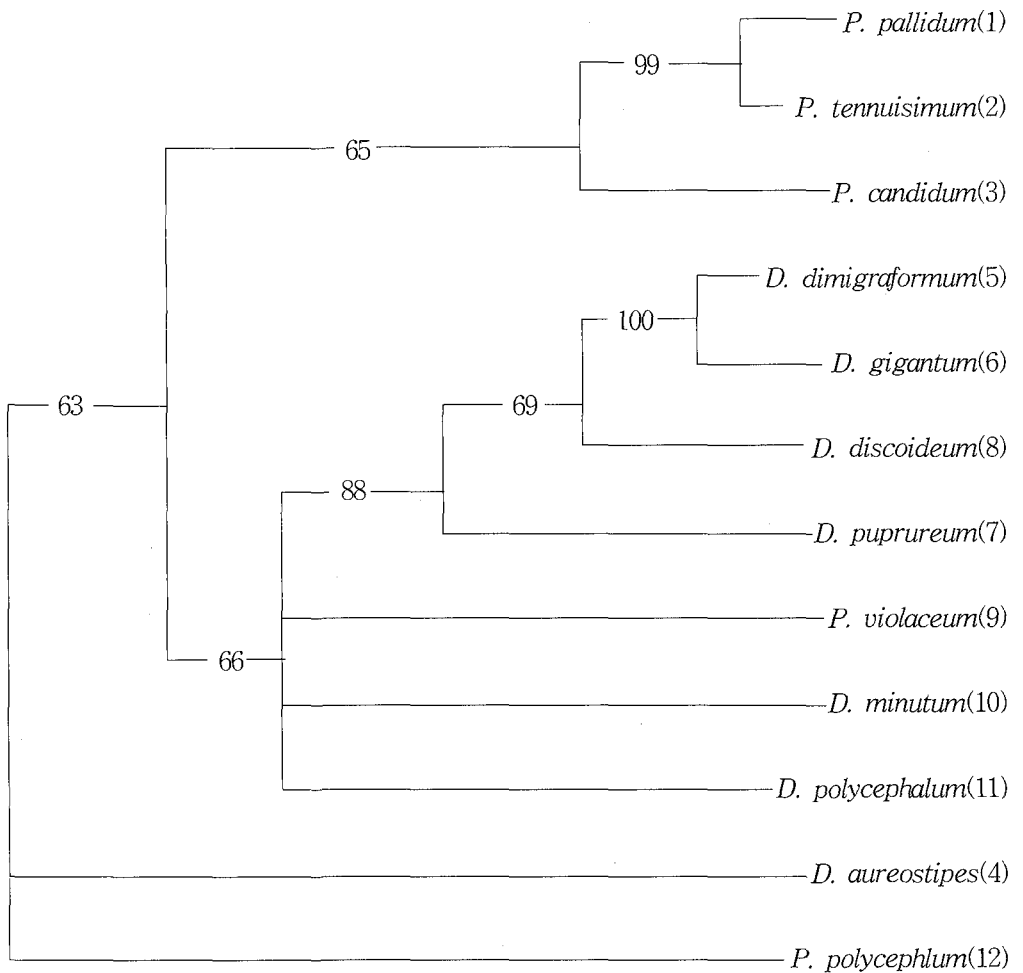 P. pallidum(1)
99
P. tennuisimum(2)
65
P. candidum(3)
D. dimigraformum(5)
100
D. gigantum(6)
69
D. discoideum(8)
63
88
D. puprureum(7)
P. violaceum(9)
66
D. minutum(10)
D. polycephalum(11)
D. aureostipes(4)
P. polycephlum(12)